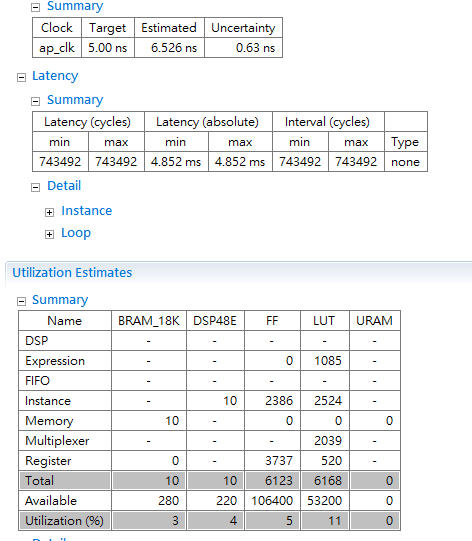 Summary
Clock Target Estimated Uncertainty
ap_clk 5.00 ns 6.526 ns 0.63 ns
Latency
Summary
Latency (cycles) Latency (absolute) Interval (cycles)
min max min max min max Type
743492 743492 4.852 ms 4.852 ms 743492 743492 none
Detail
Instance
Loop
Utilization Estimates
Summary
Name BRAM_18K DSP48E FF LUT URAM
DSP - - - - -
Expression - - 0 1085 -
FIFO - - - - -
Instance - 10 2386 2524 -
Memory 10 - 0 0 0
Multiplexer - - - 2039 -
Register 0 - 3737 520 -
Total 10 10 6123 6168 0
Available 280 220 106400 53200 0
Utilization (%) 3 4 5 11 0